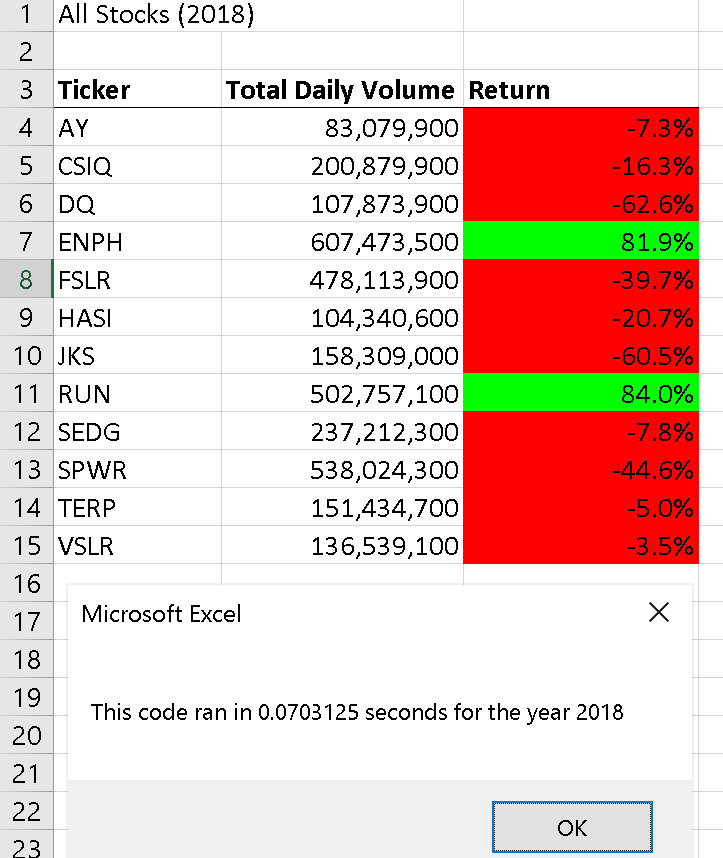 1 All Stocks (2018)
2
3 Ticker Total Daily Volume Return
4 AY 83,079,900 -7.3%
5 CSIQ 200,879,900 -16.3%
6 DQ 107,873,900 -62.6%
7 ENPH 607,473,500 81.9%
8 FSLR 478,113,900 -39.7%
9 HASI 104,340,600 -20.7%
10 JKS 158,309,000 -60.5%
11 RUN 502,757,100 84.0%
12 SEDG 237,212,300 -7.8%
13 SPWR 538,024,300 -44.6%
14 TERP 151,434,700 -5.0%
15 VSLR 136,539,100 -3.5%
16
17 Microsoft Excel
18
19 This code ran in 0.0703125 seconds for the year 2018
20
21
22 OK
23